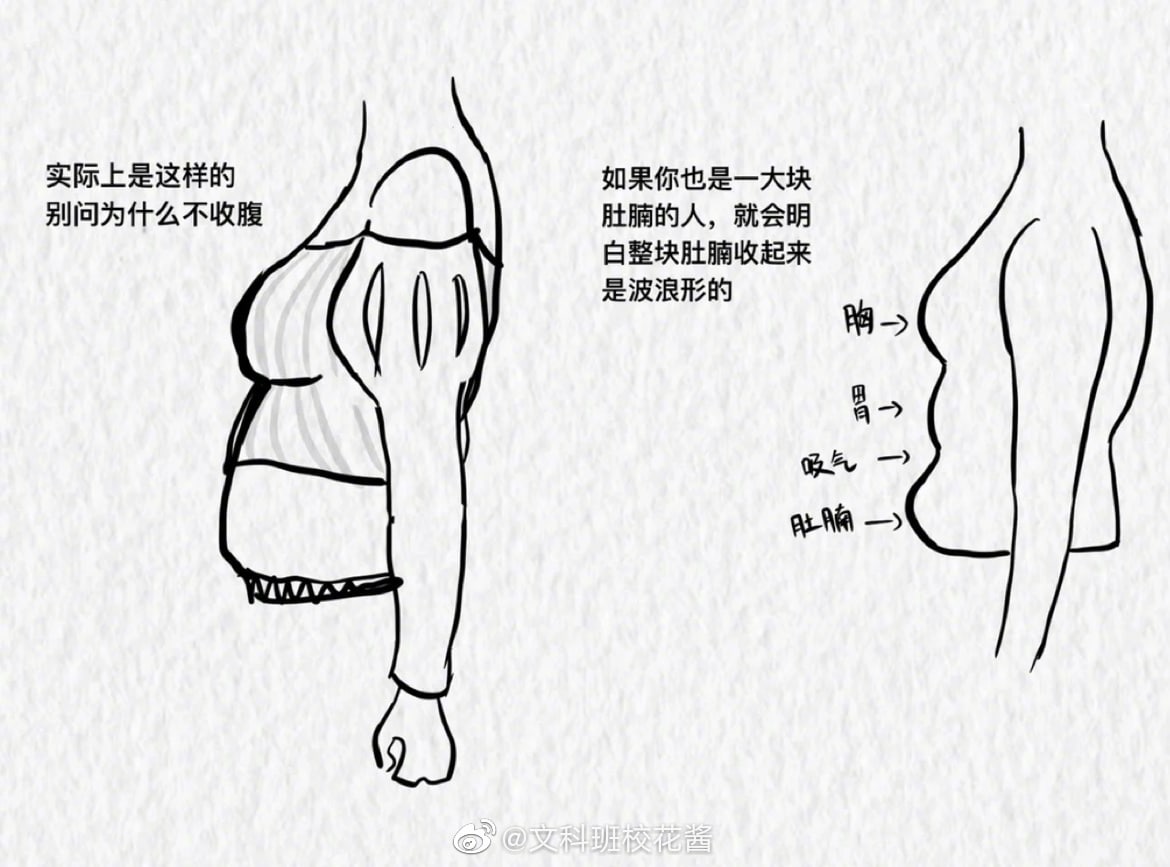 实际上是这样的
别问为什么不收腹
如果你也是一大块
肚腩的人，就会明
白整块肚腩收起来
是波浪形的
胸
胃
吸气
肚腩
@文科班校花酱